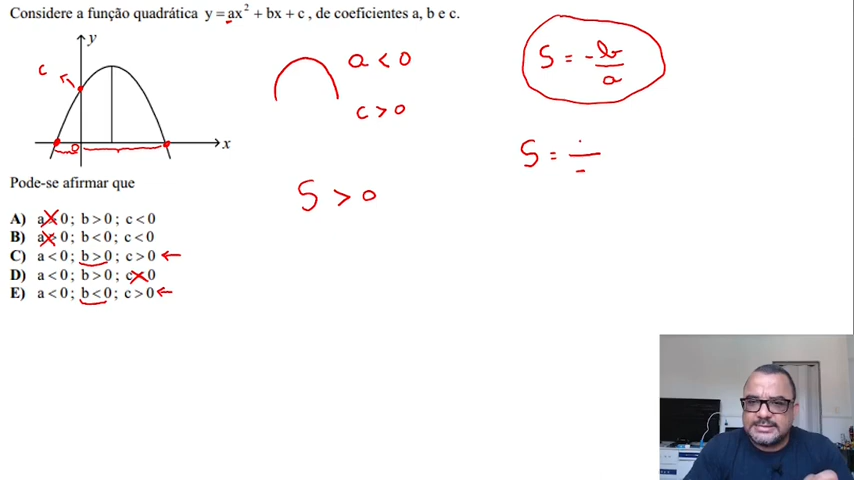 Considere a função quadrática y = ax² + bx + c , de coeficientes a, b e c.
y
c
a < 0
c > 0
S = -b/a
0
x
S = ÷/-
S > 0
Pode-se afirmar que
A) a > 0 ; b > 0 ; c < 0
B) a > 0 ; b < 0 ; c < 0
C) a < 0 ; b > 0 ; c > 0 ←
D) a < 0 ; b > 0 ; c < 0
E) a < 0 ; b < 0 ; c > 0 ←